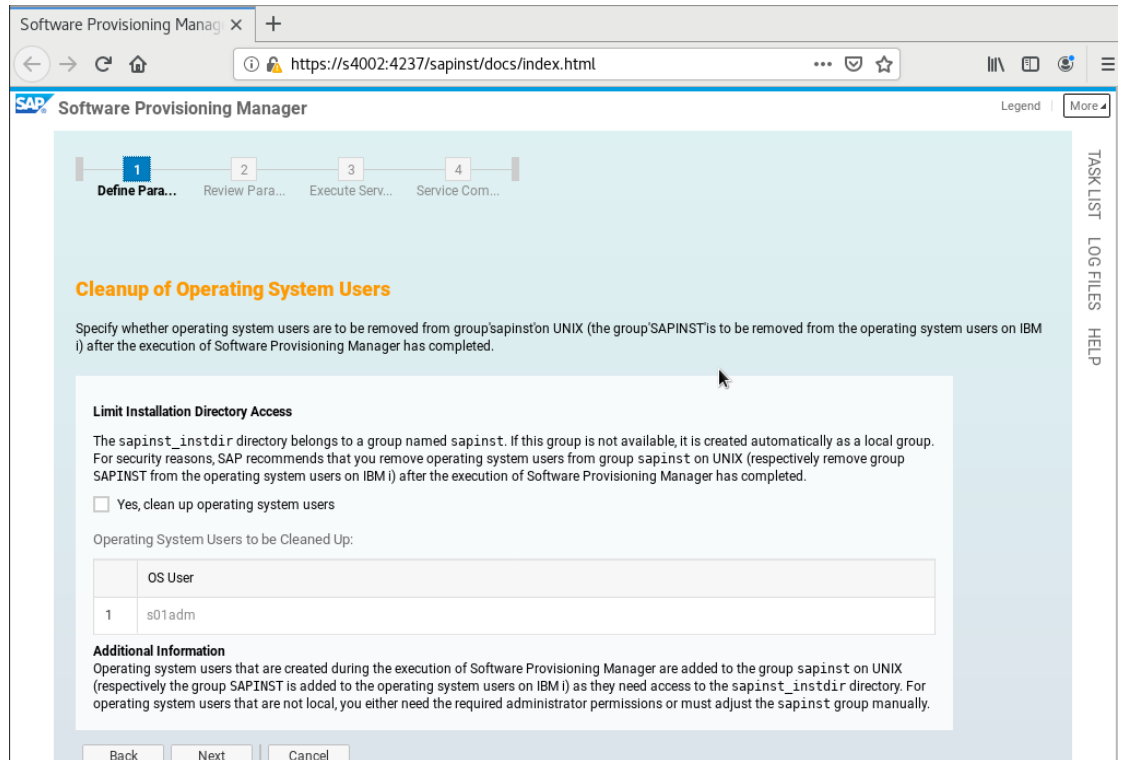 Software Provisioning Manag
https://s4002:4237/sapinst/docs/index.html
SAP Software Provisioning Manager
Legend
More
TASK LIST
LOG FILES
HELP
1
2
3
4
Define Para...
Review Para...
Execute Serv...
Service Com...
Cleanup of Operating System Users
Specify whether operating system users are to be removed from group'sapinst'on UNIX (the group'SAPINST'is to be removed from the operating system users on IBM
i) after the execution of Software Provisioning Manager has completed.
Limit Installation Directory Access
The sapinst_instdir directory belongs to a group named sapinst. If this group is not available, it is created automatically as a local group.
For security reasons, SAP recommends that you remove operating system users from group sapinst on UNIX (respectively remove group
SAPINST from the operating system users on IBM i) after the execution of Software Provisioning Manager has completed.
Yes, clean up operating system users
Operating System Users to be Cleaned Up:
OS User
1 s01adm
Additional Information
Operating system users that are created during the execution of Software Provisioning Manager are added to the group sapinst on UNIX
(respectively the group SAPINST is added to the operating system users on IBM i) as they need access to the sapinst_instdir directory. For
operating system users that are not local, you either need the required administrator permissions or must adjust the sapinst group manually.
Back
Next
Cancel